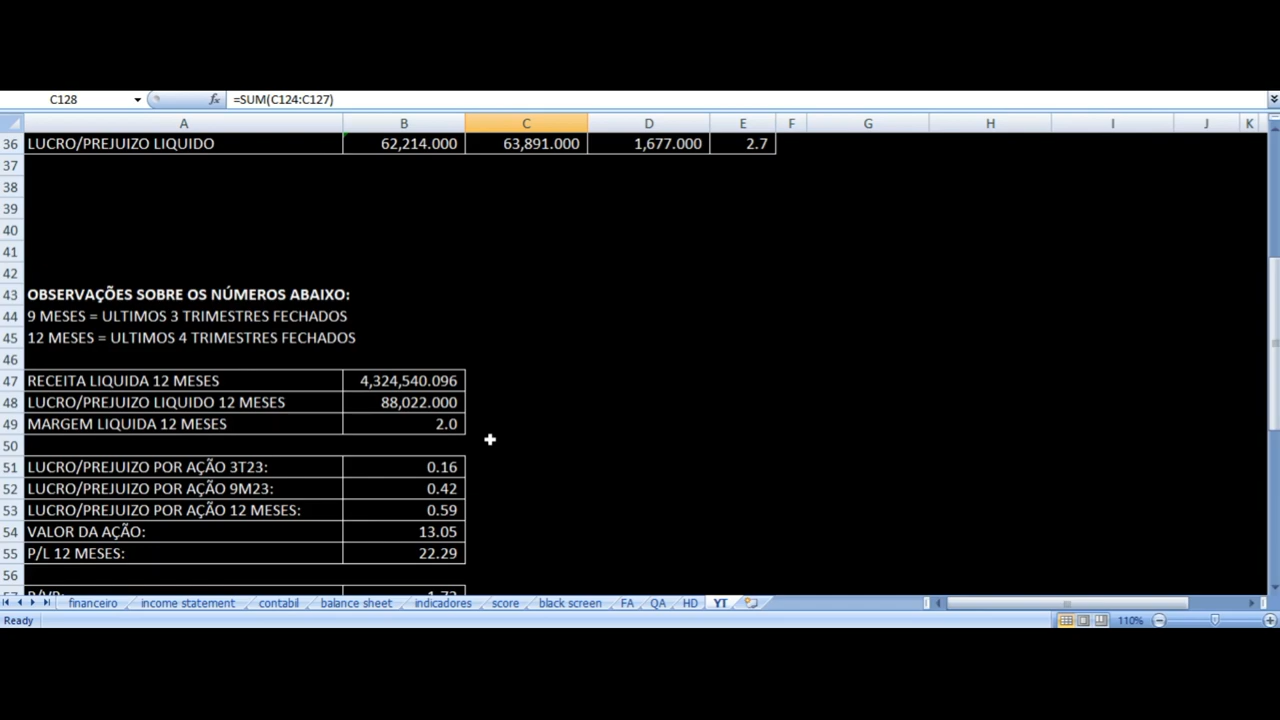 C128 fx =SUM(C124:C127)
A B C D E F G H I J K
36 LUCRO/PREJUIZO LIQUIDO 62,214.000 63,891.000 1,677.000 2.7
37
38
39
40
41
42
43 OBSERVAÇÕES SOBRE OS NÚMEROS ABAIXO:
44 9 MESES = ULTIMOS 3 TRIMESTRES FECHADOS
45 12 MESES = ULTIMOS 4 TRIMESTRES FECHADOS
46
47 RECEITA LIQUIDA 12 MESES 4,324,540.096
48 LUCRO/PREJUIZO LIQUIDO 12 MESES 88,022.000
49 MARGEM LIQUIDA 12 MESES 2.0
50
51 LUCRO/PREJUIZO POR AÇÃO 3T23: 0.16
52 LUCRO/PREJUIZO POR AÇÃO 9M23: 0.42
53 LUCRO/PREJUIZO POR AÇÃO 12 MESES: 0.59
54 VALOR DA AÇÃO: 13.05
55 P/L 12 MESES: 22.29
56
financeiro income statement contabil balance sheet indicadores score black screen FA QA HD YT
Ready 110%